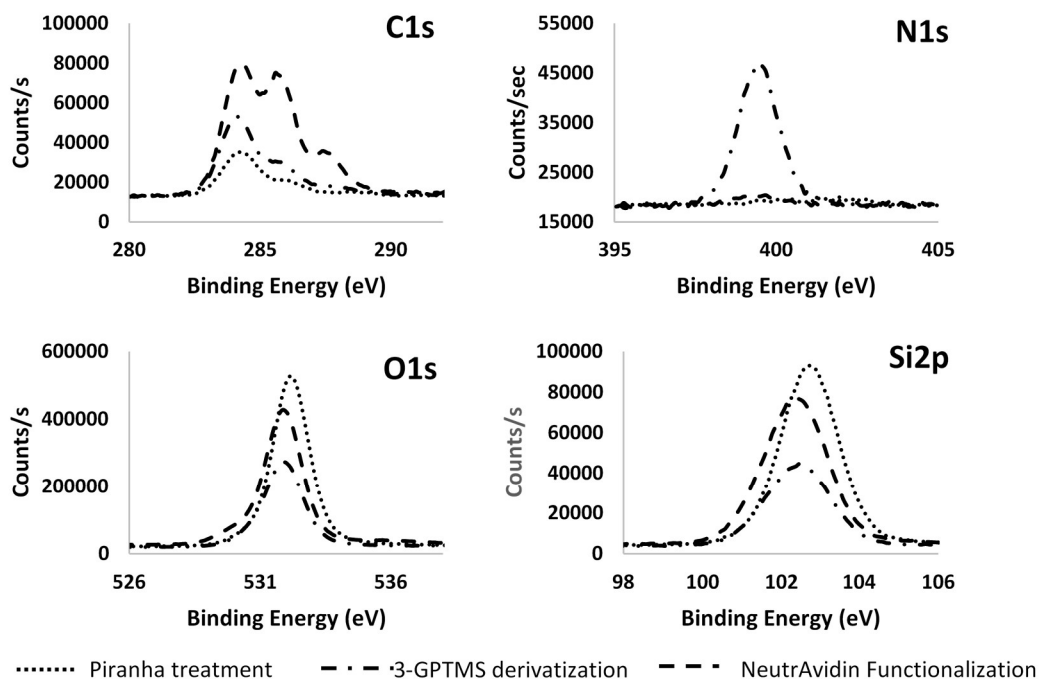 C1s
100000
80000
60000
40000
20000
0
Counts/s
280
285
290
Binding Energy (eV)
N1s
55000
45000
35000
25000
15000
Counts/sec
395
400
405
Binding Energy (eV)
O1s
600000
400000
200000
0
Counts/s
526
531
536
Binding Energy (eV)
Si2p
100000
80000
60000
40000
20000
0
Counts/s
98
100
102
104
106
Binding Energy (eV)
Piranha treatment
3-GPTMS derivatization
NeutrAvidin Functionalization